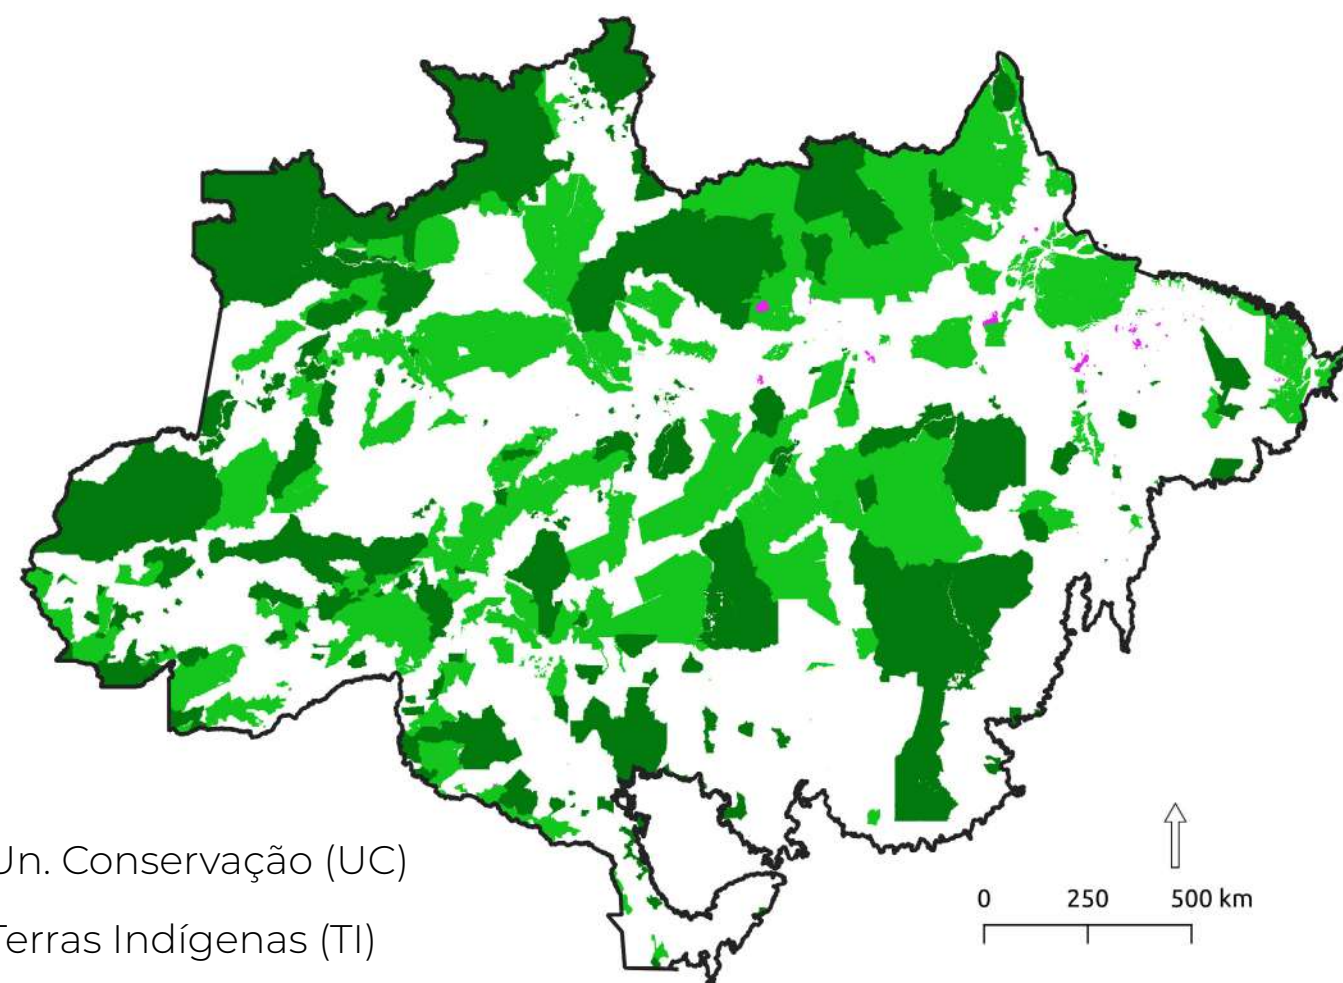 Un. Conservação (UC)
Terras Indígenas (TI)
0 250 500 km